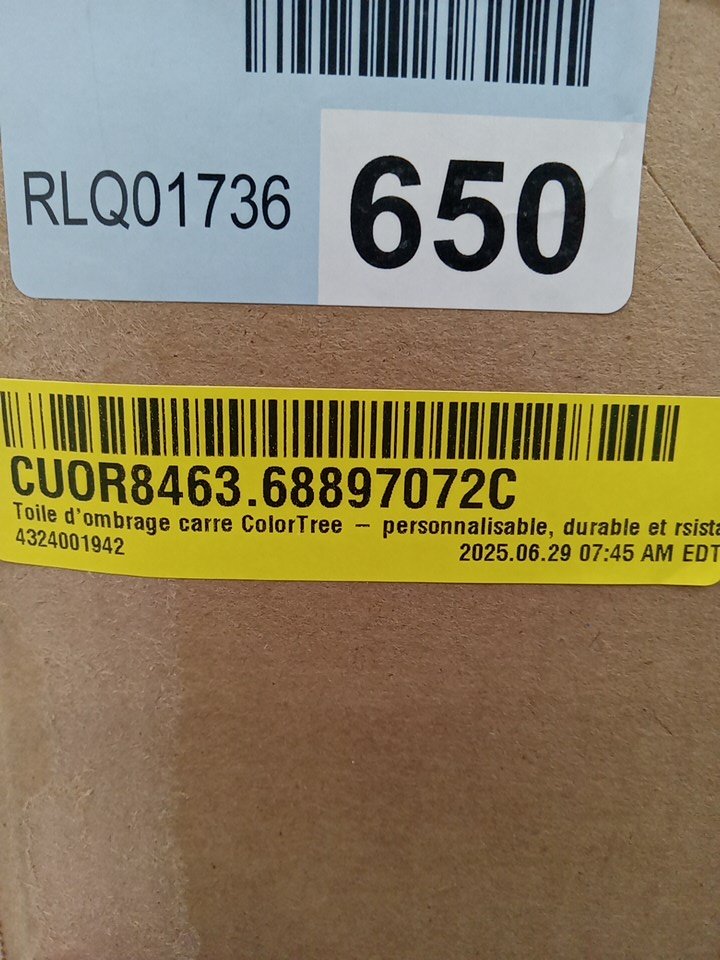 RLQ01736
650
CUOR8463.68897072C
Toile d'ombrage carre ColorTree – personnalisable, durable et rsista
4324001942
2025.06.29 07:45 AM EDT